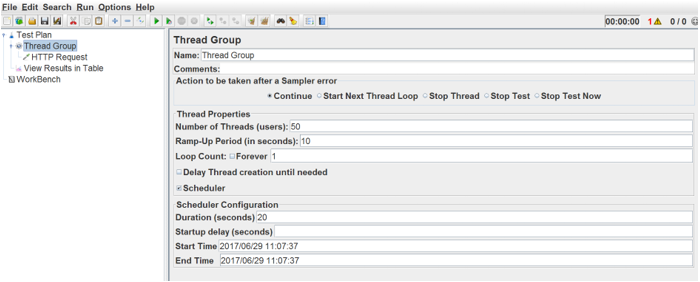 File Edit Search Run Options Help
00:00:00 1 0 / 0
Test Plan
Thread Group
HTTP Request
View Results in Table
WorkBench
Thread Group
Name: Thread Group
Comments:
Action to be taken after a Sampler error
Continue Start Next Thread Loop Stop Thread Stop Test Stop Test Now
Thread Properties
Number of Threads (users): 50
Ramp-Up Period (in seconds): 10
Loop Count: Forever 1
Delay Thread creation until needed
Scheduler
Scheduler Configuration
Duration (seconds) 20
Startup delay (seconds)
Start Time 2017/06/29 11:07:37
End Time 2017/06/29 11:07:37